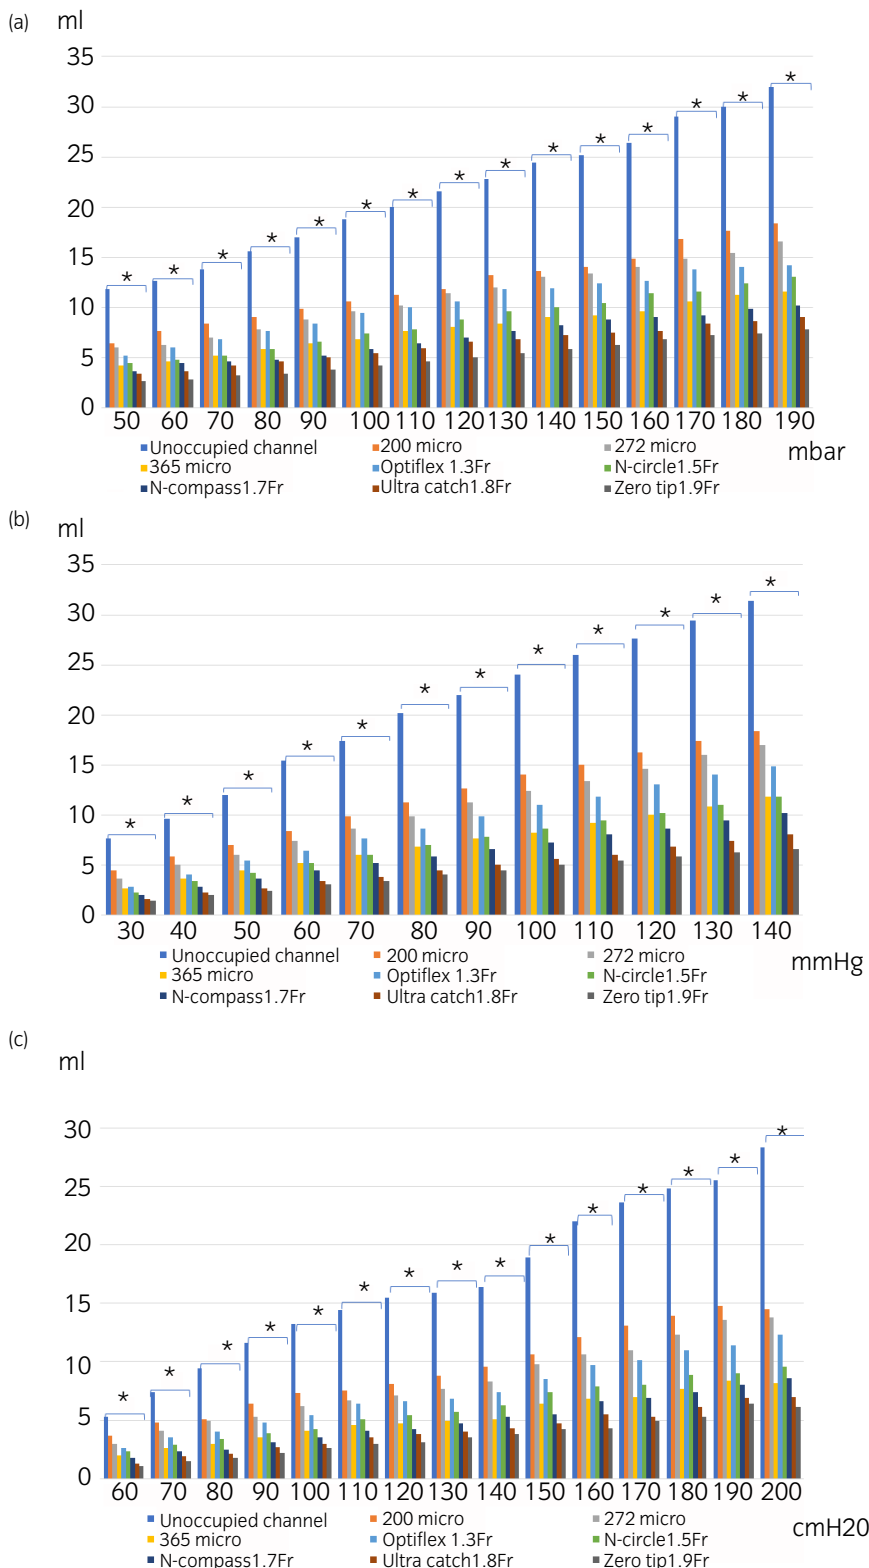 (a) ml
35
* 
30 * *
* *
25 * * *
* *
20 * * *
15 * * *
10
5
0
50 60 70 80 90 100 110 120 130 140 150 160 170 180 190
Unoccupied channel 200 micro 272 micro
mbar
365 micro Optiflex 1.3Fr N-circle1.5Fr
N-compass1.7Fr Ultra catch1.8Fr Zero tip1.9Fr
(b) ml
35
*
30 * *
*
25 * *
20 * *
15 * *
10 * *
5
0
30 40 50 60 70 80 90 100 110 120 130 140
Unoccupied channel 200 micro 272 micro
mmHg
365 micro Optiflex 1.3Fr N-circle1.5Fr
N-compass1.7Fr Ultra catch1.8Fr Zero tip1.9Fr
(c)
ml
30 *
25 * * *
20 * *
15 * * * * *
10 * * *
5 *
0
60 70 80 90 100 110 120 130 140 150 160 170 180 190 200
Unoccupied channel 200 micro 272 micro
cmH20
365 micro Optiflex 1.3Fr N-circle1.5Fr
N-compass1.7Fr Ultra catch1.8Fr Zero tip1.9Fr